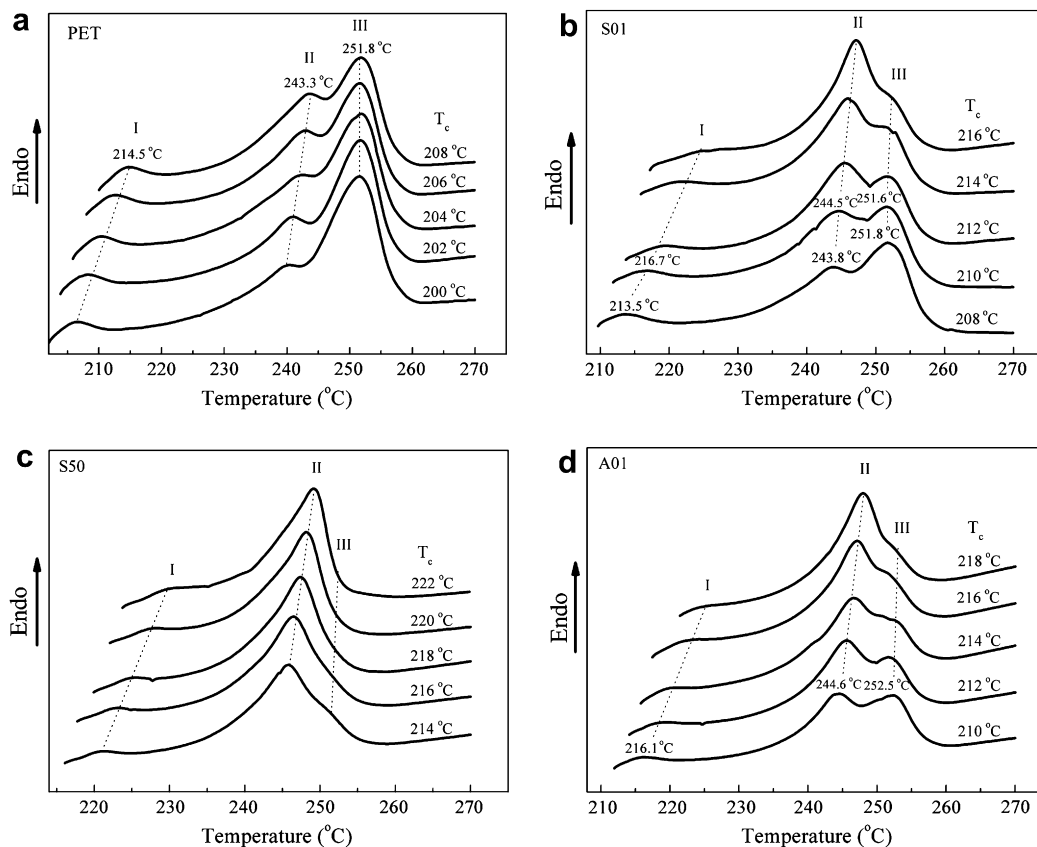 a
PET
III
251.8 °C
II
243.3 °C
I
214.5 °C
T_c
208 °C
206 °C
204 °C
202 °C
200 °C
Endo
210 220 230 240 250 260 270
Temperature (°C)
b
S01
II
III
I
T_c
216 °C
214 °C
212 °C
244.5 °C 251.6 °C
251.8 °C
216.7 °C 243.8 °C
210 °C
213.5 °C
208 °C
Endo
210 220 230 240 250 260 270
Temperature (°C)
c
S50
II
III
I
T_c
222 °C
220 °C
218 °C
216 °C
214 °C
Endo
220 230 240 250 260 270
Temperature (°C)
d
A01
II
III
T_c
I
218 °C
216 °C
214 °C
212 °C
244.6 °C 252.5 °C
210 °C
216.1 °C
Endo
210 220 230 240 250 260 270
Temperature (°C)